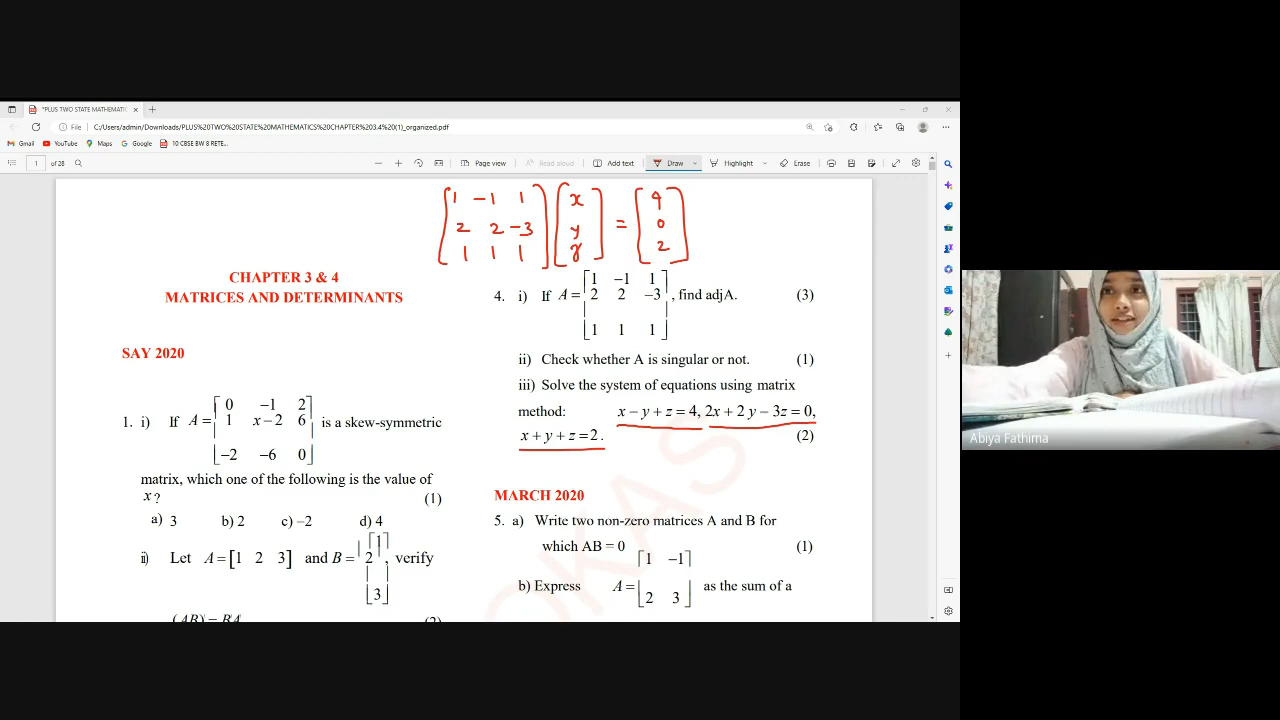 *PLUS TWO STATE MATHEMATIC
File C:/Users/admin/Downloads/PLUS%20TWO%20STATE%20MATHEMATICS%20CHAPTER%203.4%20(1)_organized.pdf
Gmail YouTube Maps Google 10 CBSE BW 8 RETE...
1 of 28 Page view Read aloud Add text Draw Highlight Erase
1 -1 1 x 4
2 2 -3 y = 0
1 1 1 z 2
CHAPTER 3 & 4
MATRICES AND DETERMINANTS
SAY 2020
1. i) If A = 0 -1 2
1 x-2 6 is a skew-symmetric
-2 -6 0
matrix, which one of the following is the value of
x?
(1)
a) 3 b) 2 c) –2 d) 4
ii) Let A = [1 2 3] and B = 1
2 , verify
3
4. i) If A = 1 -1 1
2 2 -3 , find adjA. (3)
1 1 1
ii) Check whether A is singular or not. (1)
iii) Solve the system of equations using matrix
method: x − y + z = 4, 2x + 2y − 3z = 0,
x + y + z = 2. (2)
MARCH 2020
5. a) Write two non-zero matrices A and B for
which AB = 0 (1)
b) Express A = 1 -1
2 3 as the sum of a
OKAS
Abiya Fathima